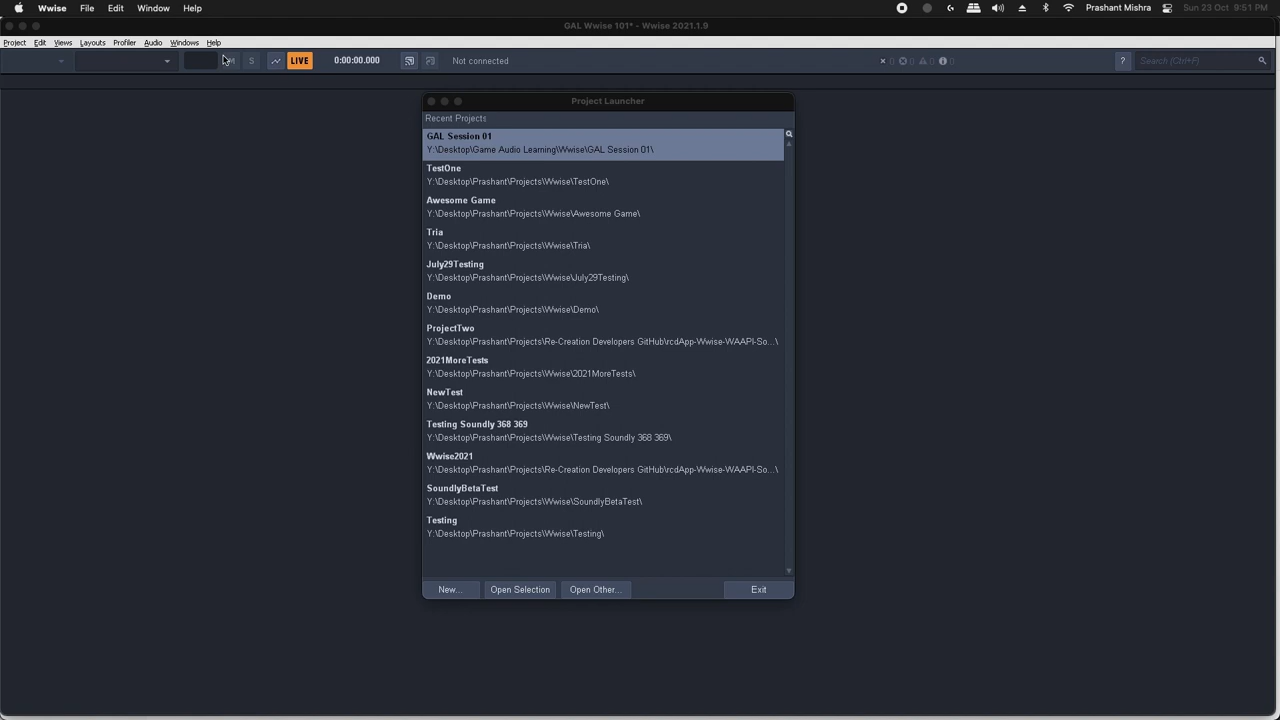 Wwise File Edit Window Help Prashant Mishra Sun 23 Oct 9:51 PM
GAL Wwise 101* - Wwise 2021.1.9
Project Edit Views Layouts Profiler Audio Windows Help
M S LIVE 0:00:00.000 Not connected 0 0 0 0 ? Search (Ctrl+F)
Project Launcher
Recent Projects
GAL Session 01
Y:\Desktop\Game Audio Learning\Wwise\GAL Session 01\
TestOne
Y:\Desktop\Prashant\Projects\Wwise\TestOne\
Awesome Game
Y:\Desktop\Prashant\Projects\Wwise\Awesome Game\
Tria
Y:\Desktop\Prashant\Projects\Wwise\Tria\
July29Testing
Y:\Desktop\Prashant\Projects\Wwise\July29Testing\
Demo
Y:\Desktop\Prashant\Projects\Wwise\Demo\
ProjectTwo
Y:\Desktop\Prashant\Projects\Re-Creation Developers GitHub\rcdApp-Wwise-WAAPI-So...\
2021MoreTests
Y:\Desktop\Prashant\Projects\Wwise\2021MoreTests\
NewTest
Y:\Desktop\Prashant\Projects\Wwise\NewTest\
Testing Soundly 368 369
Y:\Desktop\Prashant\Projects\Wwise\Testing Soundly 368 369\
Wwise2021
Y:\Desktop\Prashant\Projects\Re-Creation Developers GitHub\rcdApp-Wwise-WAAPI-So...\
SoundlyBetaTest
Y:\Desktop\Prashant\Projects\Wwise\SoundlyBetaTest\
Testing
Y:\Desktop\Prashant\Projects\Wwise\Testing\
New... Open Selection Open Other... Exit